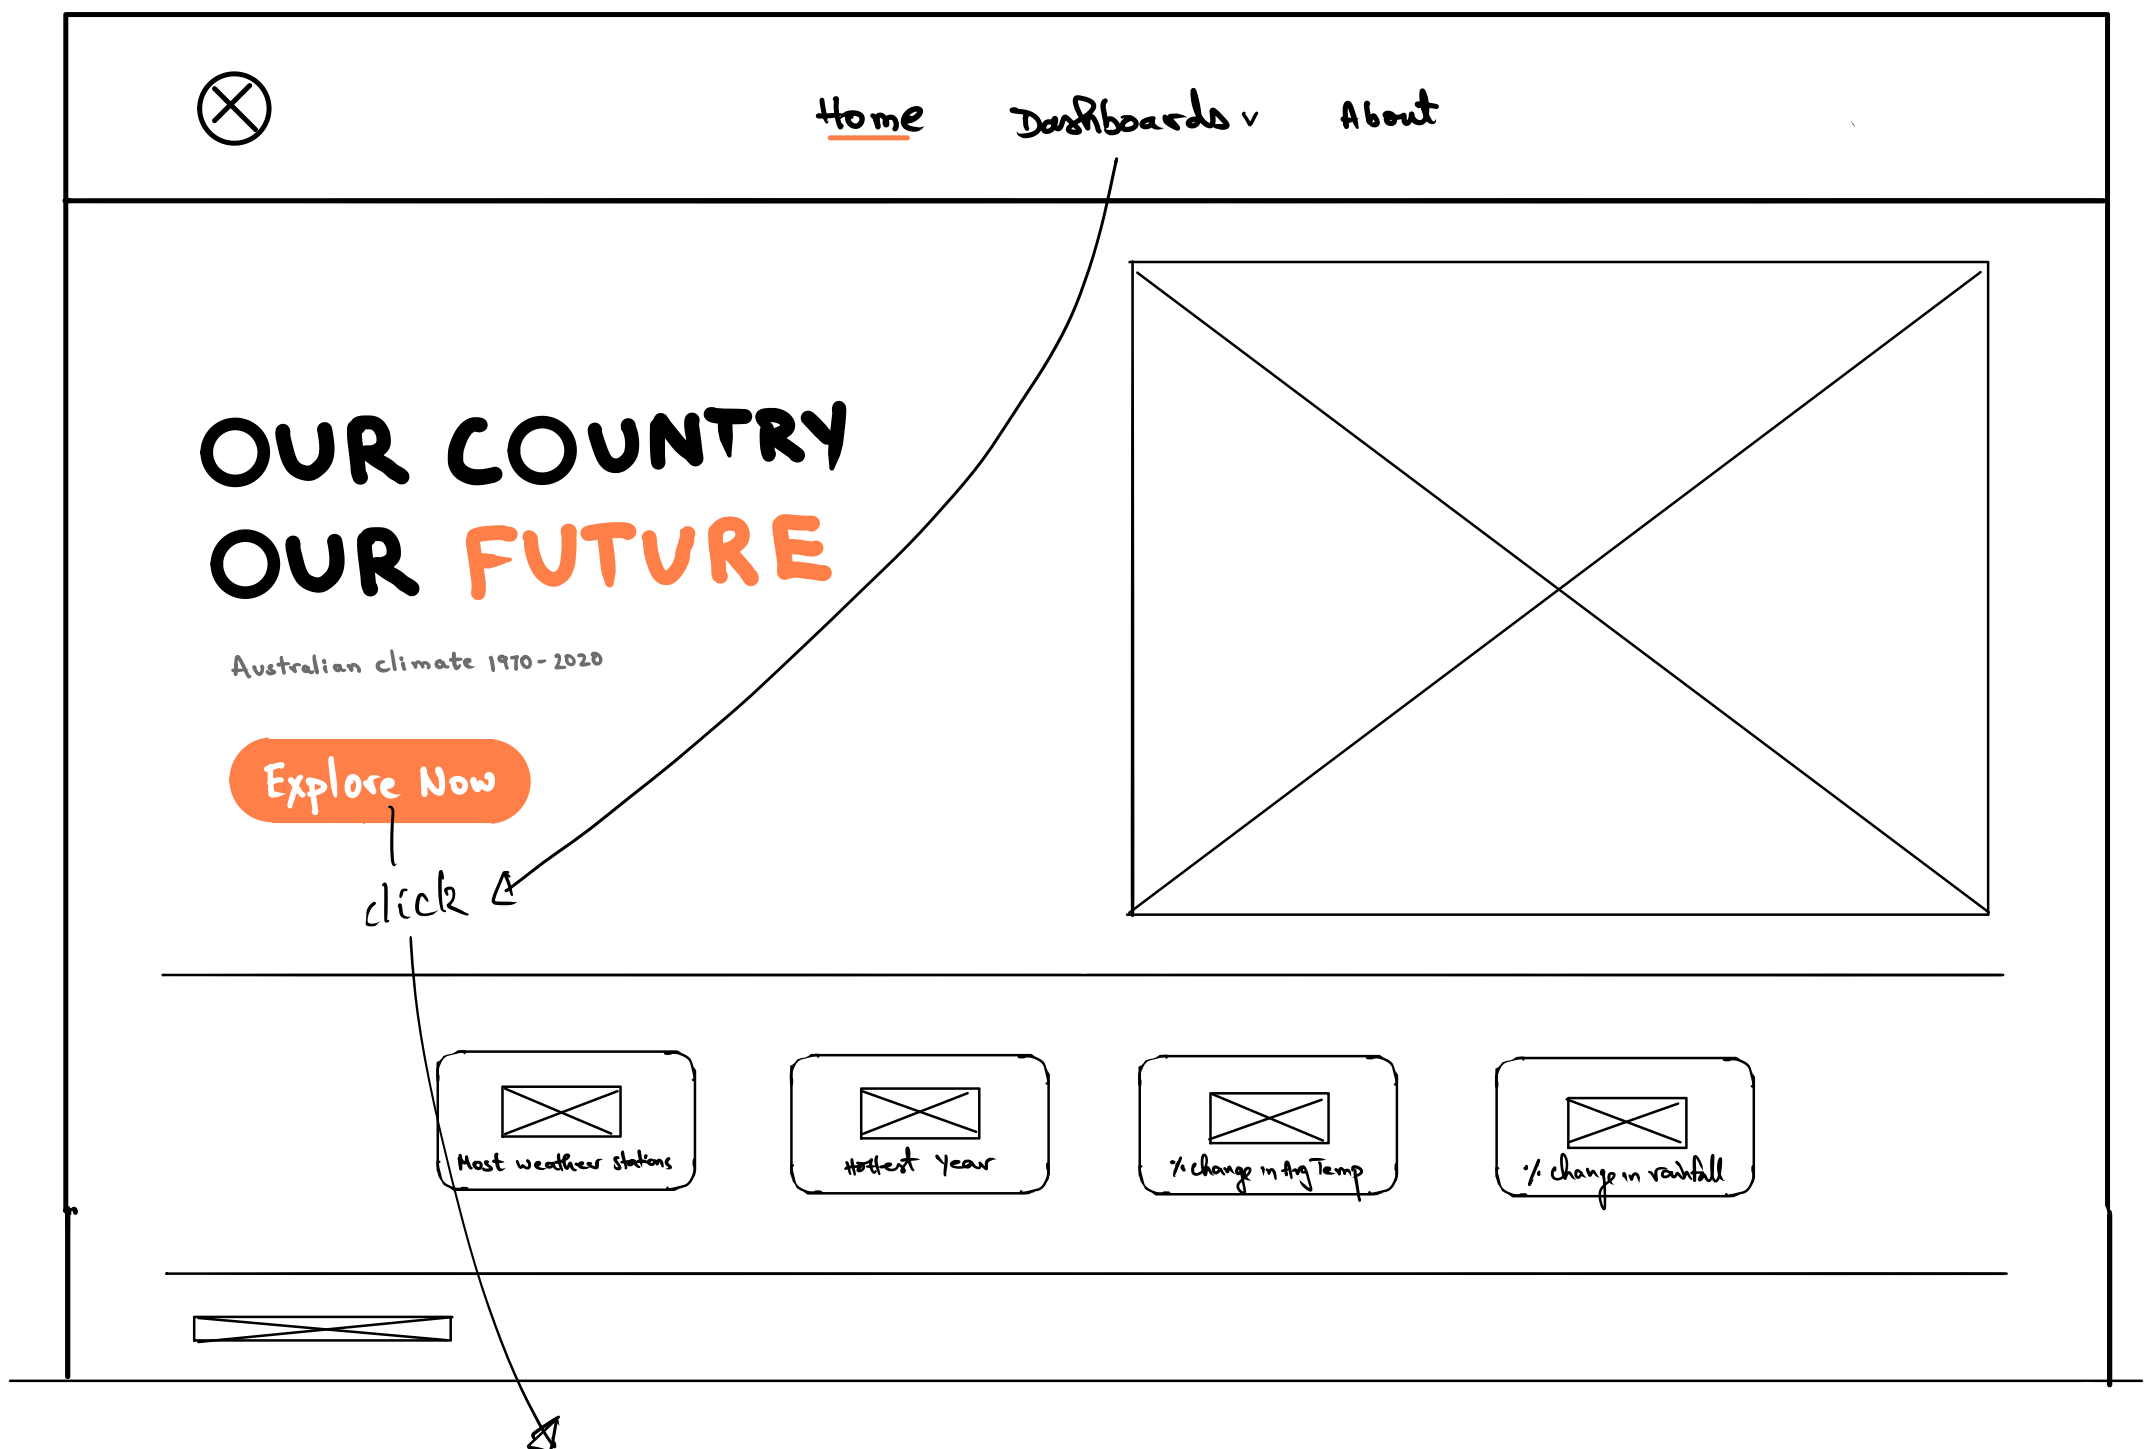 Home Dashboards v About
OUR COUNTRY
OUR FUTURE
Australian climate 1970-2020
Explore Now
click
Most weather stations
Hottest Year
% change in Avg Temp
% change in rainfall